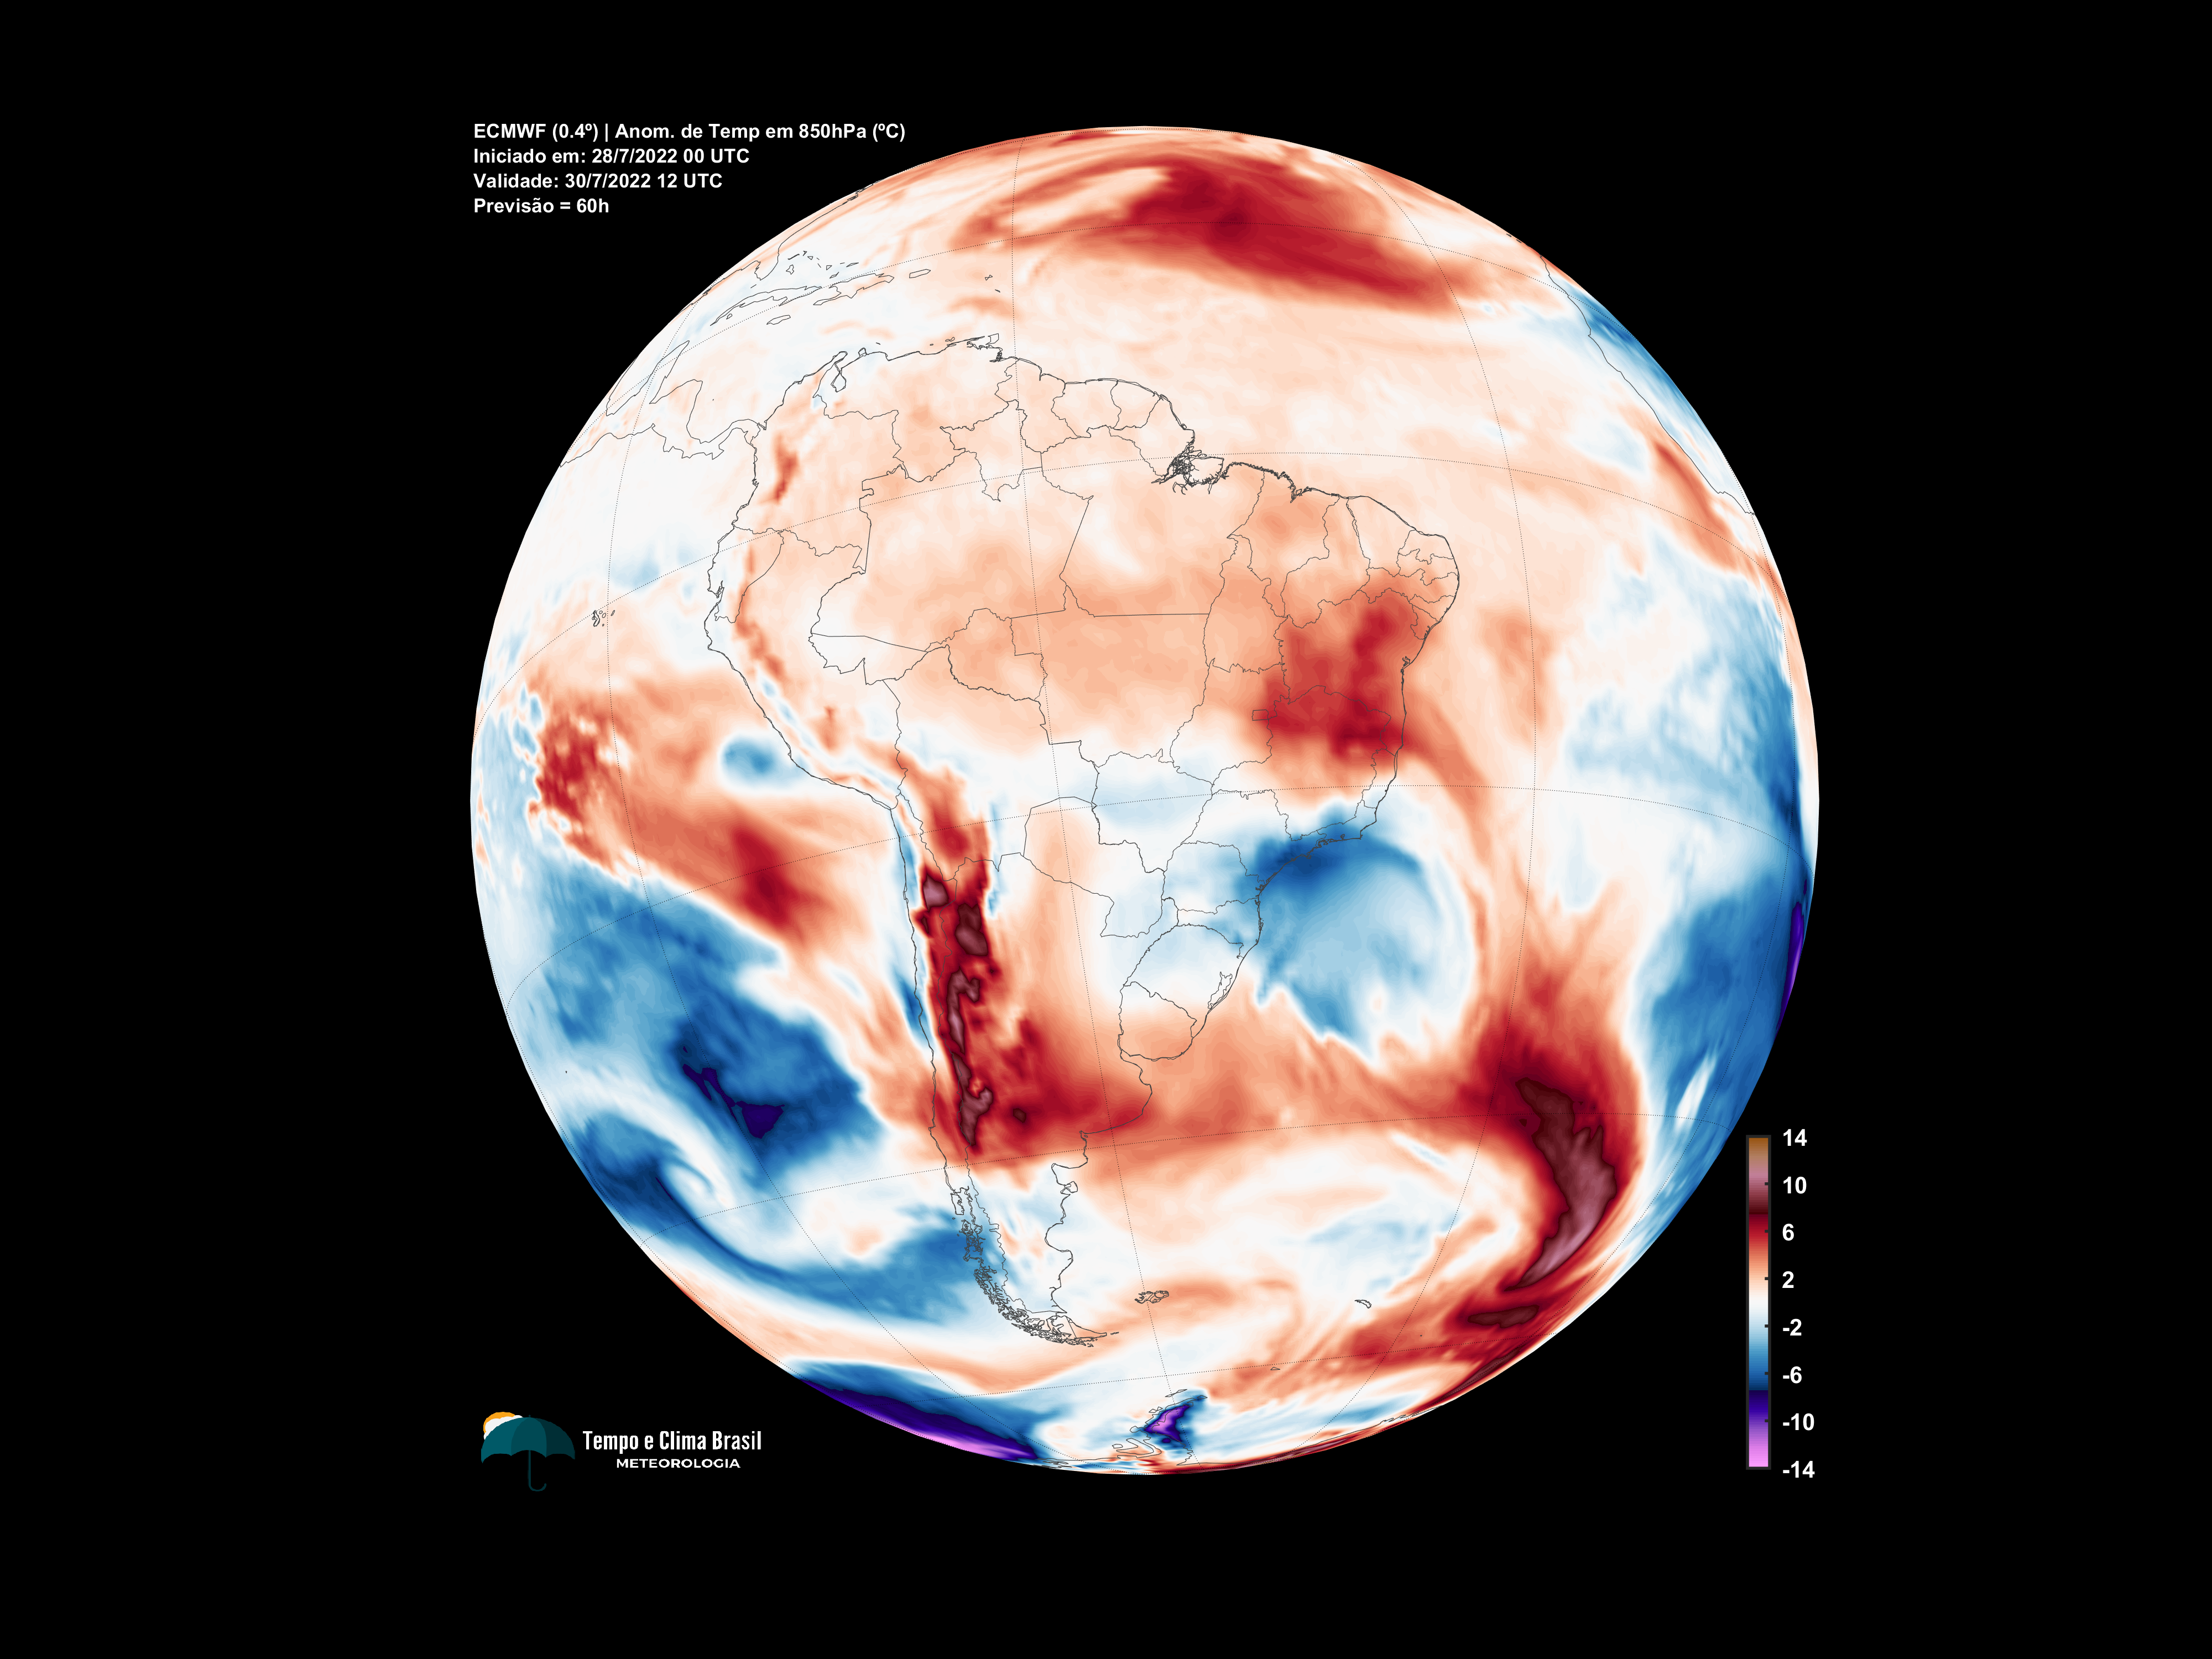 ECMWF (0.4º) | Anom. de Temp em 850hPa (ºC)
Iniciado em: 28/7/2022 00 UTC
Validade: 30/7/2022 12 UTC
Previsão = 60h
14
10
6
2
-2
-6
-10
-14
Tempo e Clima Brasil
METEOROLOGIA